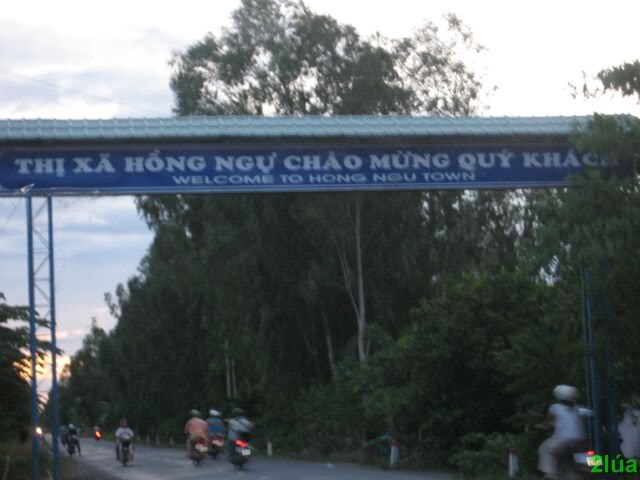 THỊ XÃ HỒNG NGỰ CHÀO MỪNG QUÝ KHÁCH
WELCOME TO HONG NGU TOWN
2lúa